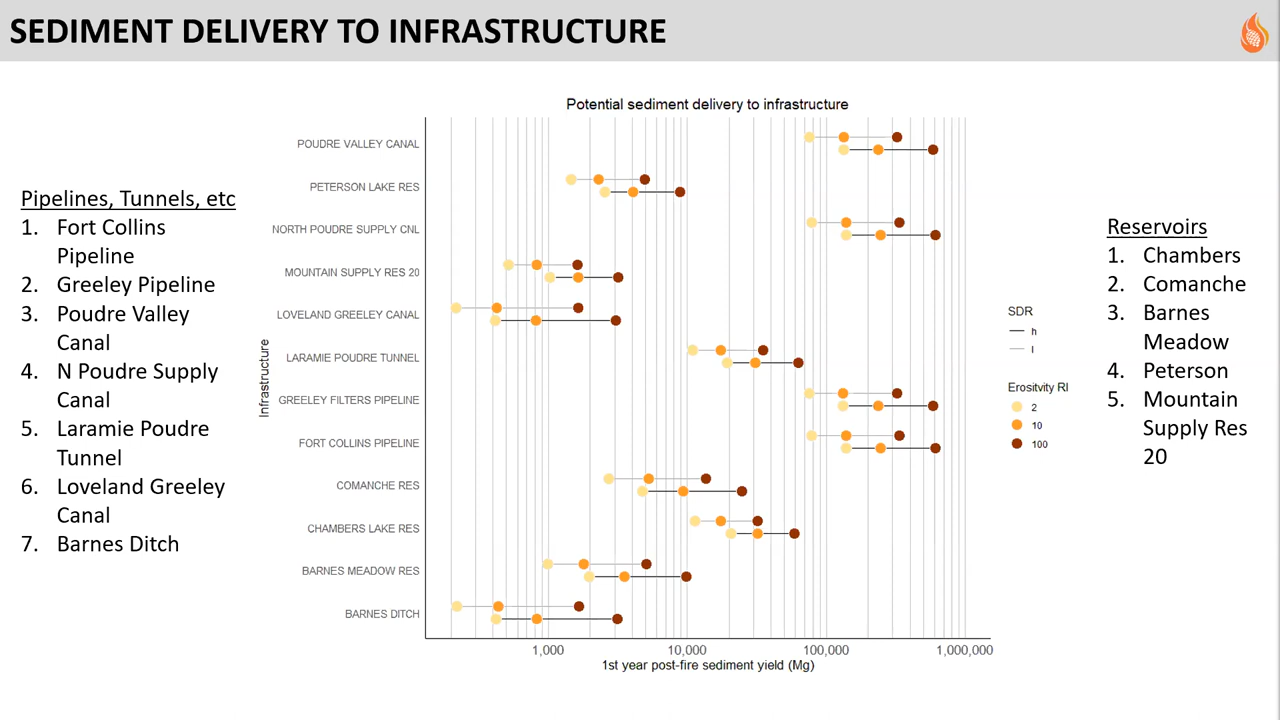 SEDIMENT DELIVERY TO INFRASTRUCTURE
Pipelines, Tunnels, etc
1. Fort Collins
Pipeline
2. Greeley Pipeline
3. Poudre Valley
Canal
4. N Poudre Supply
Canal
5. Laramie Poudre
Tunnel
6. Loveland Greeley
Canal
7. Barnes Ditch
Potential sediment delivery to infrastructure
Infrastructure
POUDRE VALLEY CANAL
PETERSON LAKE RES
NORTH POUDRE SUPPLY CNL
MOUNTAIN SUPPLY RES 20
LOVELAND GREELEY CANAL
LARAMIE POUDRE TUNNEL
GREELEY FILTERS PIPELINE
FORT COLLINS PIPELINE
COMANCHE RES
CHAMBERS LAKE RES
BARNES MEADOW RES
BARNES DITCH
1,000 10,000 100,000 1,000,000
1st year post-fire sediment yield (Mg)
SDR
h
l
Erositvity RI
2
10
100
Reservoirs
1. Chambers
2. Comanche
3. Barnes
Meadow
4. Peterson
5. Mountain
Supply Res
20